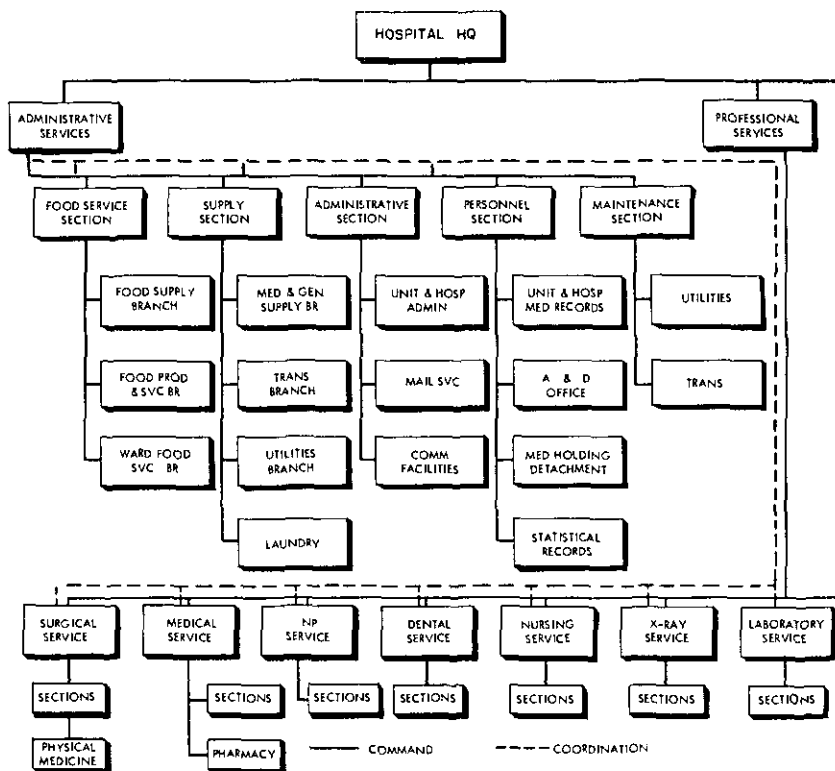 HOSPITAL HQ
ADMINISTRATIVE
SERVICES
PROFESSIONAL
SERVICES
FOOD SERVICE
SECTION
SUPPLY
SECTION
ADMINISTRATIVE
SECTION
PERSONNEL
SECTION
MAINTENANCE
SECTION
FOOD SUPPLY
BRANCH
MED & GEN
SUPPLY BR
UNIT & HOSP
ADMIN
UNIT & HOSP
MED RECORDS
UTILITIES
FOOD PROD
& SVC BR
TRANS
BRANCH
MAIL SVC
A & D
OFFICE
TRANS
WARD FOOD
SVC BR
UTILITIES
BRANCH
COMM
FACILITIES
MED HOLDING
DETACHMENT
LAUNDRY
STATISTICAL
RECORDS
SURGICAL
SERVICE
MEDICAL
SERVICE
NP
SERVICE
DENTAL
SERVICE
NURSING
SERVICE
X-RAY
SERVICE
LABORATORY
SERVICE
SECTIONS
SECTIONS
SECTIONS
SECTIONS
SECTIONS
SECTIONS
SECTIONS
PHYSICAL
MEDICINE
PHARMACY
COMMAND
COORDINATION